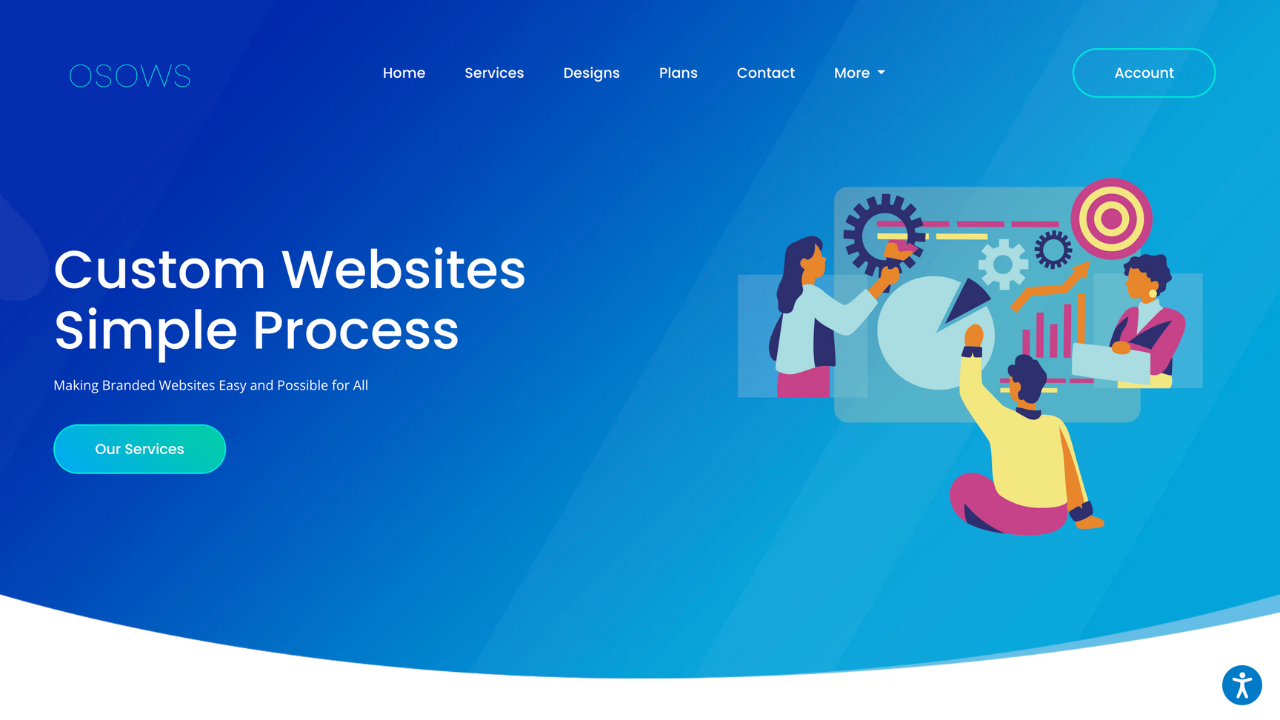 OSOWS
Home Services Designs Plans Contact More Account
Custom Websites
Simple Process
Making Branded Websites Easy and Possible for All
Our Services